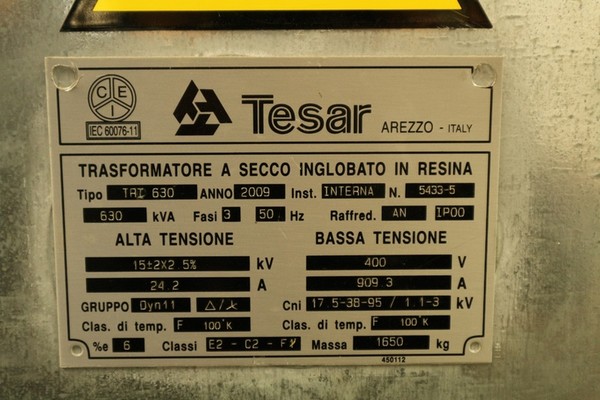 C E I
IEC 60076-11
Tesar AREZZO - ITALY
TRASFORMATORE A SECCO INGLOBATO IN RESINA
Tipo TRI 630 ANNO 2009 Inst. INTERNA N. 5433-5
630 kVA Fasi 3 50 Hz Raffred. AN IP00
ALTA TENSIONE BASSA TENSIONE
15±2X2.5% kV 400 V
24.2 A 909.3 A
GRUPPO Dyn11 △/⅄ Cni 17.5-38-95 / 1.1-3 kV
Clas. di temp. F 100°K Clas. di temp. F 100°K
%e 6 Classi E2 - C2 - F1 Massa 1650 kg
450112